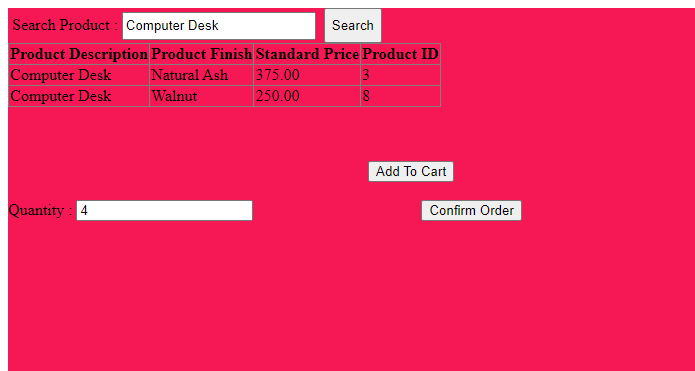 Search Product : Computer Desk Search
Product Description Product Finish Standard Price Product ID
Computer Desk Natural Ash 375.00 3
Computer Desk Walnut 250.00 8
Add To Cart
Quantity : 4 Confirm Order